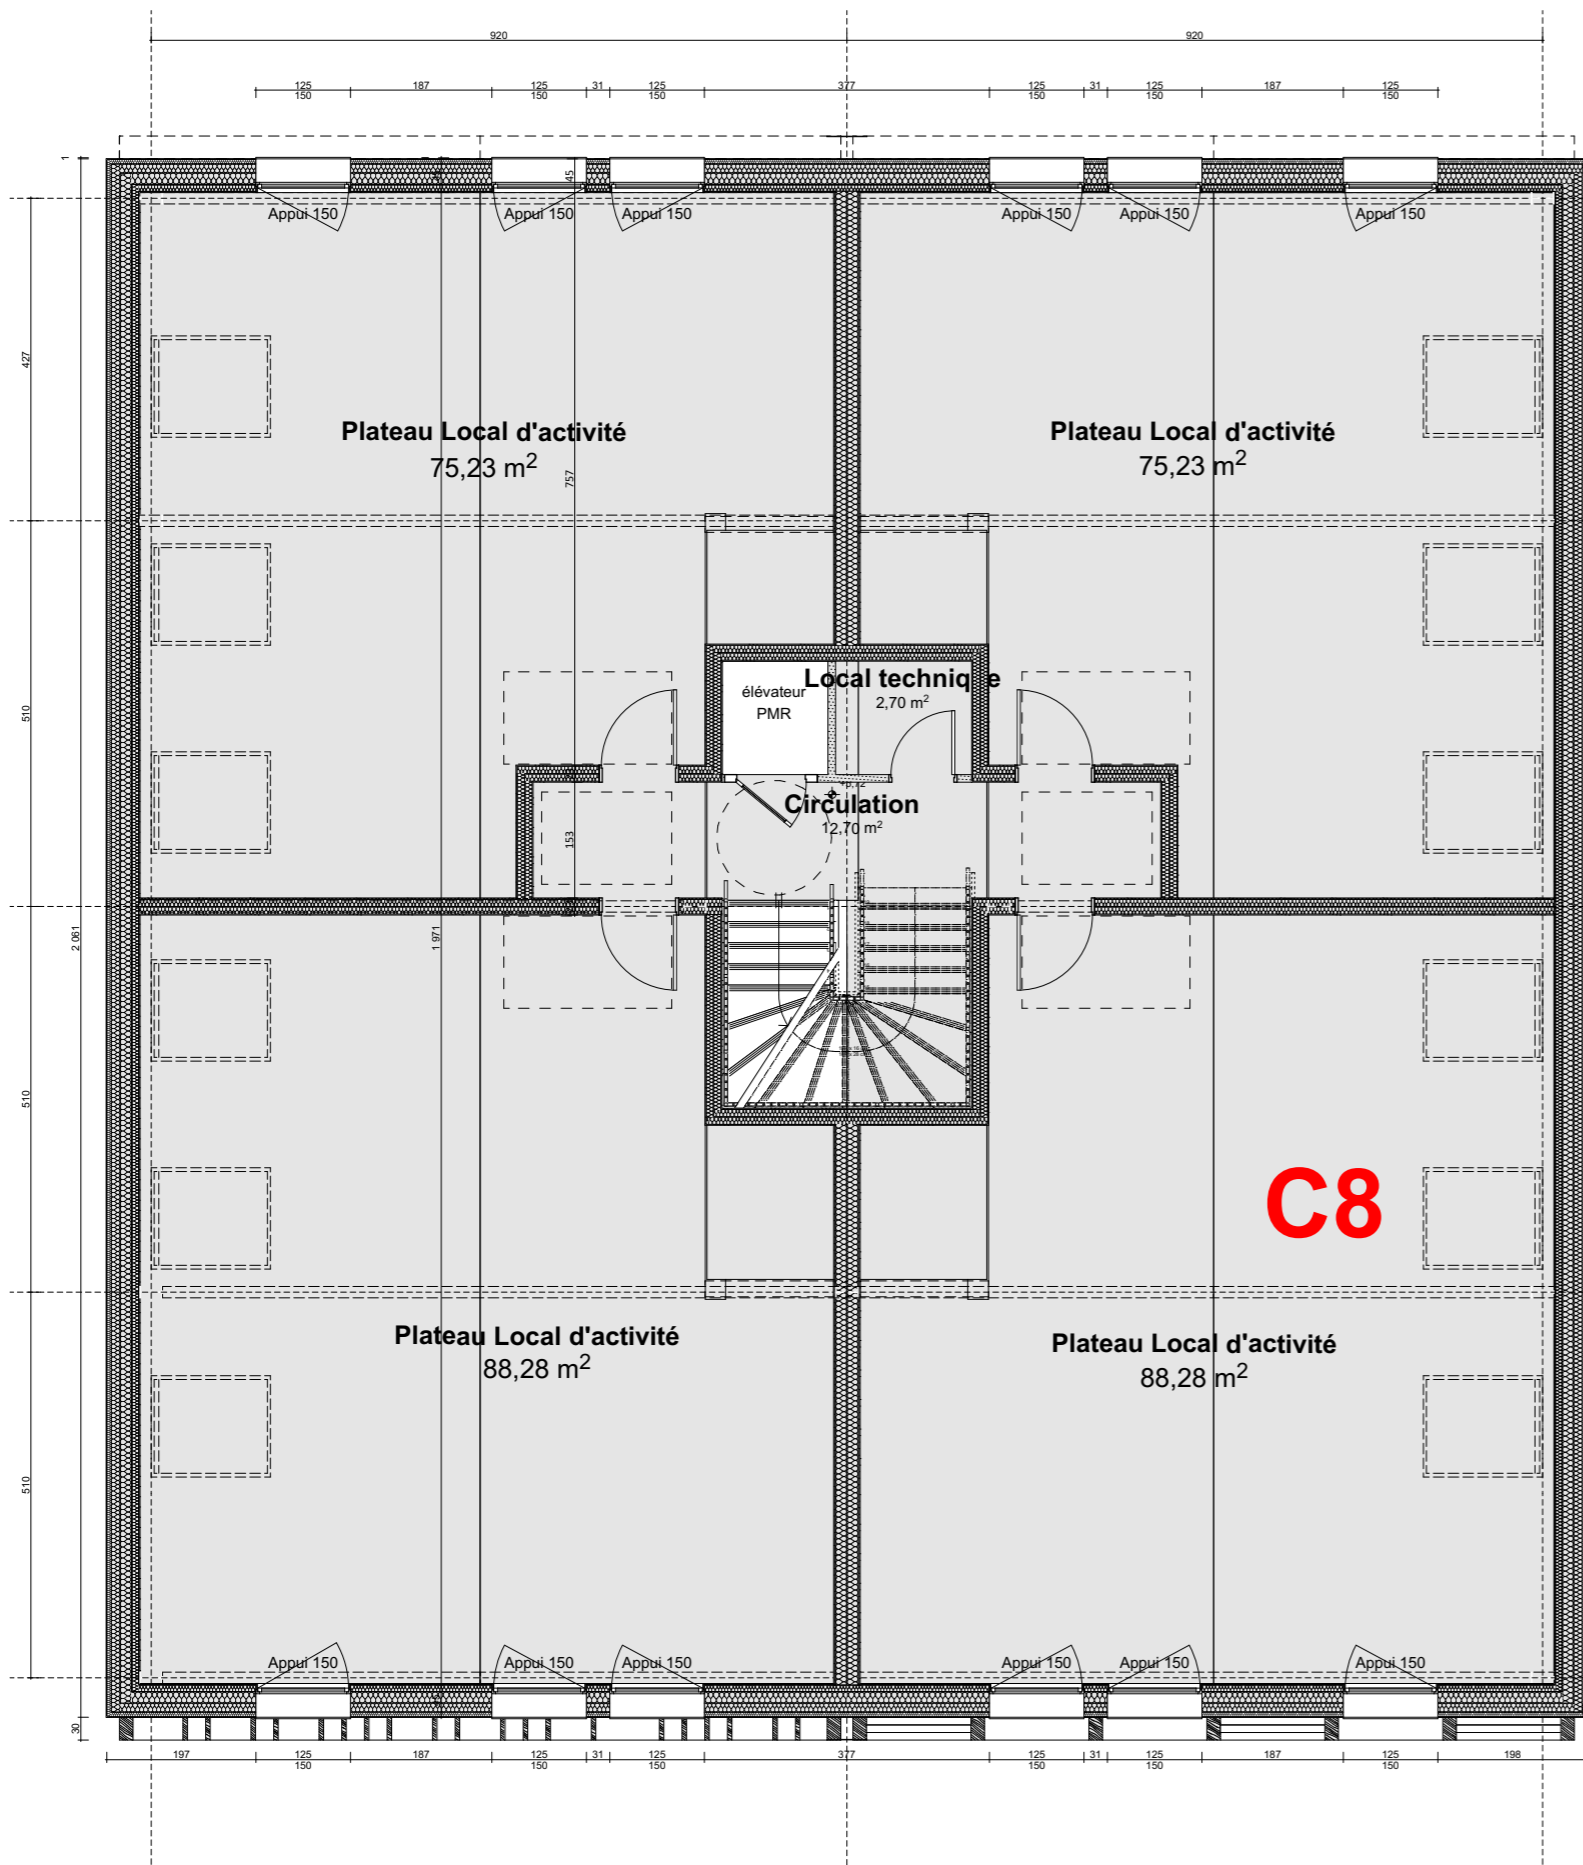 920 920
125 187 125 31 125 377 125 31 125 187 125
150 150 150 150 150 150
1
45
Appui 150 Appui 150 Appui 150 Appui 150 Appui 150 Appui 150
427
Plateau Local d'activité Plateau Local d'activité
75,23 m² 75,23 m²
757
510
élévateur
PMR
Local technique
2,70 m²
Circulation
12,70 m²
153
2 061
1 971
510
C8
Plateau Local d'activité Plateau Local d'activité
88,28 m² 88,28 m²
510
Appui 150 Appui 150 Appui 150 Appui 150 Appui 150 Appui 150
30
197 125 187 125 31 125 377 125 31 125 187 125 198
150 150 150 150 150 150